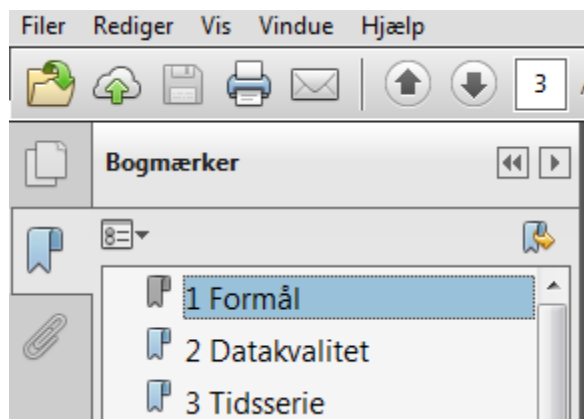 Filer Rediger Vis Vindue Hjælp
3
Bogmærker
1 Formål
2 Datakvalitet
3 Tidsserie